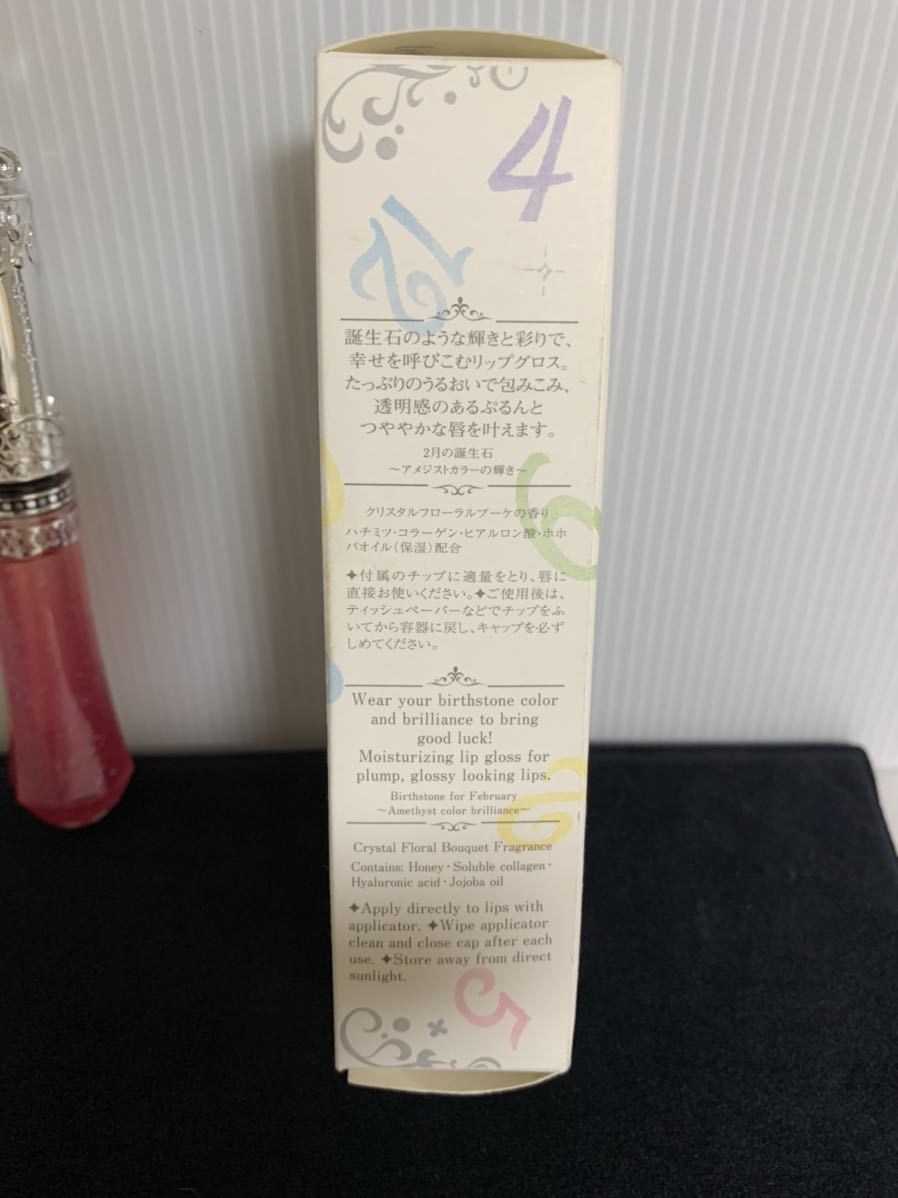 4
12
誕生石のような輝きと彩りで、
幸せを呼びこむリップグロス。
たっぷりのうるおいで包みこみ、
透明感のあるぷるんと
つややかな唇を叶えます。
2月の誕生石
～アメジストカラーの輝き～
クリスタルフローラルブーケの香り
ハチミツ・コラーゲン・ヒアルロン酸・ホホ
バオイル(保湿)配合
✦付属のチップに適量をとり、唇に
直接お使いください。✦ご使用後は、
ティッシュペーパーなどでチップをふ
いてから容器に戻し、キャップを必ず
しめてください。
Wear your birthstone color
and brilliance to bring
good luck!
Moisturizing lip gloss for
plump, glossy looking lips.
Birthstone for February
～Amethyst color brilliance～
Crystal Floral Bouquet Fragrance
Contains: Honey・Soluble collagen・
Hyaluronic acid・Jojoba oil
✦Apply directly to lips with
applicator. ✦Wipe applicator
clean and close cap after each
use. ✦Store away from direct
sunlight.
5